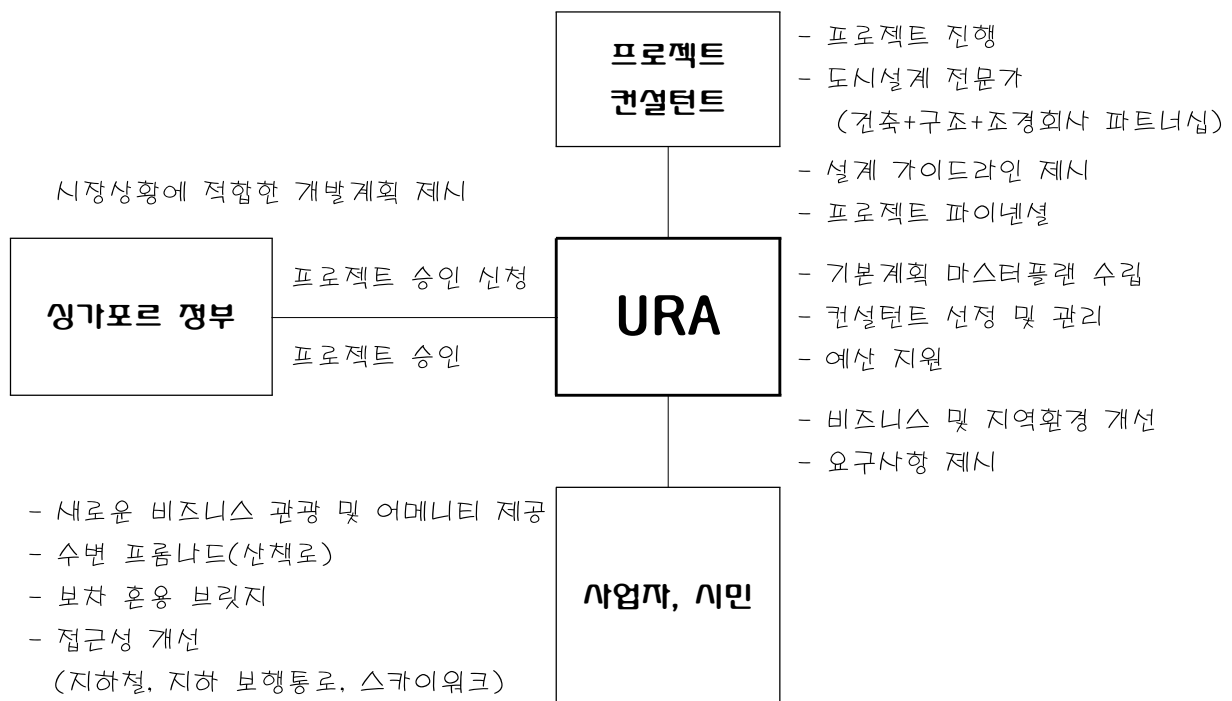 프로젝트
컨설턴트
- 프로젝트 진행
- 도시설계 전문가
(건축+구조+조경회사 파트너십)
- 설계 가이드라인 제시
- 프로젝트 파이낸셜
시장상황에 적합한 개발계획 제시
싱가포르 정부
프로젝트 승인 신청
프로젝트 승인
URA
- 기본계획 마스터플랜 수립
- 컨설턴트 선정 및 관리
- 예산 지원
- 비즈니스 및 지역환경 개선
- 요구사항 제시
- 새로운 비즈니스 관광 및 어메니티 제공
- 수변 프롬나드(산책로)
- 보차 혼용 브릿지
- 접근성 개선
(지하철, 지하 보행통로, 스카이워크)
사업자, 시민